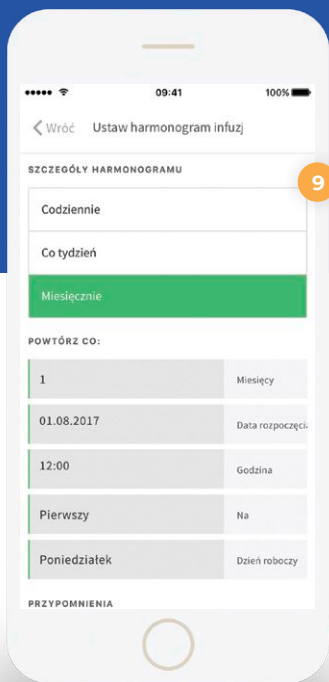 09:41
100%
Wróć Ustaw harmonogram infuzj
SZCZEGÓŁY HARMONOGRAMU
9
Codziennie
Co tydzień
Miesięcznie
POWTÓRZ CO:
1 Miesięcy
01.08.2017 Data rozpoczęci
12:00 Godzina
Pierwszy Na
Poniedziałek Dzień roboczy
PRZYPOMNIENIA